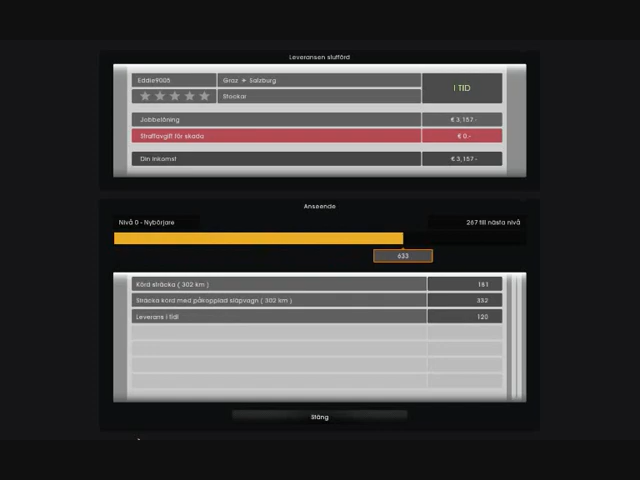 Leveransen slutförd
Eddie9005
Graz → Salzburg
I TID
Stockar
Jobbelöning
€ 3,157.-
Straffavgift för skada
€ 0.-
Din inkomst
€ 3,157.-
Anseende
Nivå 0 - Nybörjare
267 till nästa nivå
633
Körd sträcka ( 302 km )
181
Sträcka körd med påkopplad släpvagn ( 302 km )
332
Leverans i tid!
120
Stäng